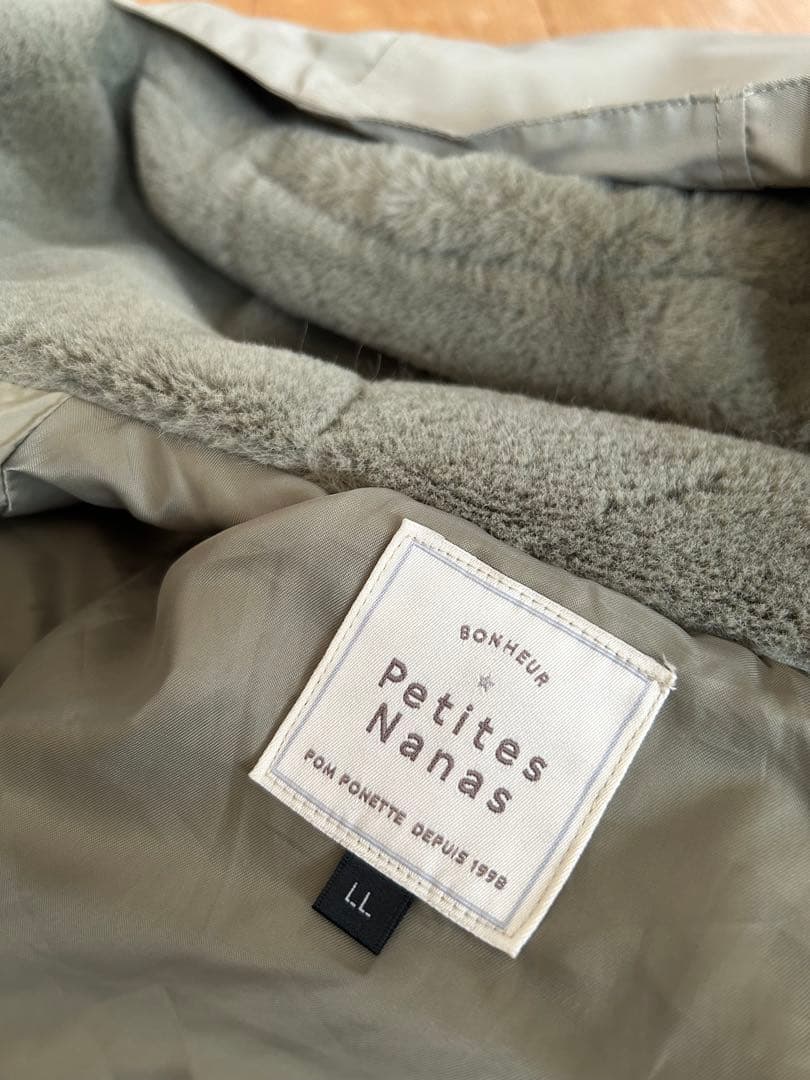 BONHEUR
Petites
Nanas
POM PONETTE DEPUIS 1998
LL